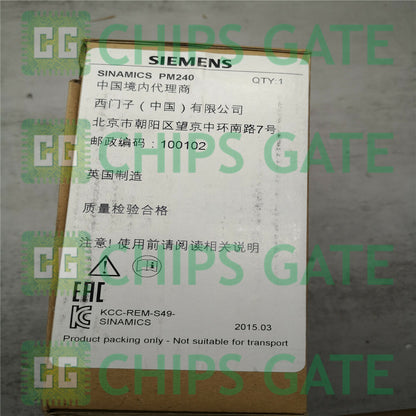 CHIPS GATE
SIEMENS
SINAMICS PM240 QTY:1
中国境内代理商
西门子（中国）有限公司
北京市朝阳区望京中环南路7号
邮政编码：100102
CHIPS GATE
英国制造
质量检验合格
注意! 使用前请阅读相关说明
CHIPS GATE
EAC
KCC-REM-S49-
SINAMICS
2015.03
Product packing only - Not suitable for transport
CHIPS GATE